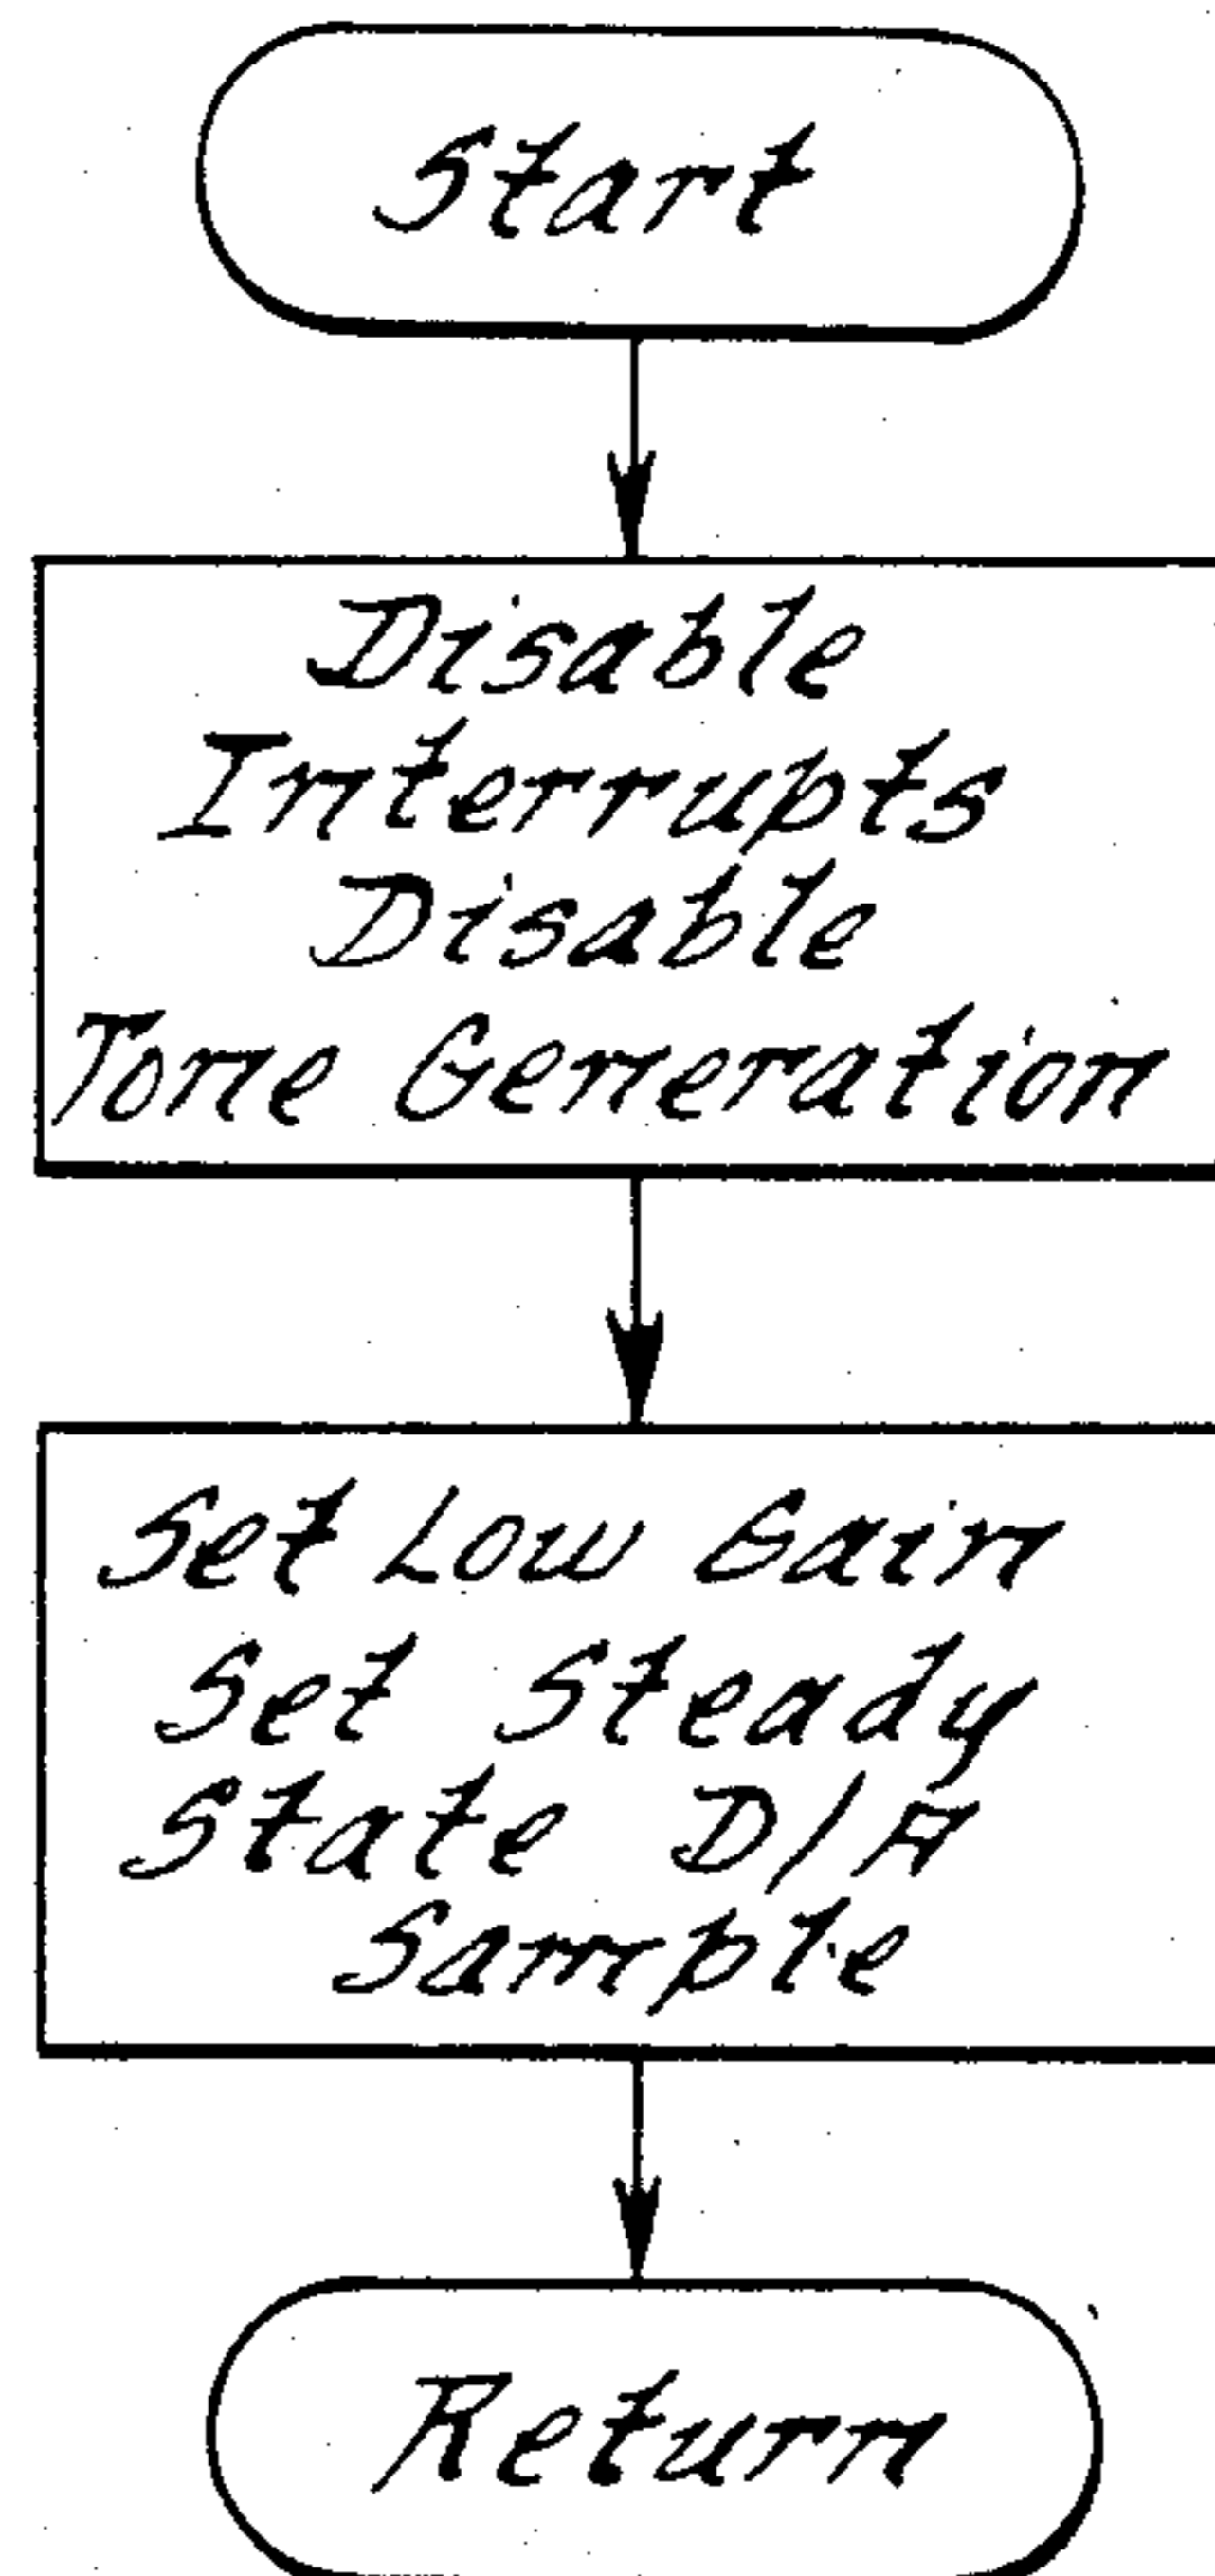 Start
Disable
Interrupts
Disable
Tone Generation
Set Low Gain
Set Steady
State D/A
Sample
Return